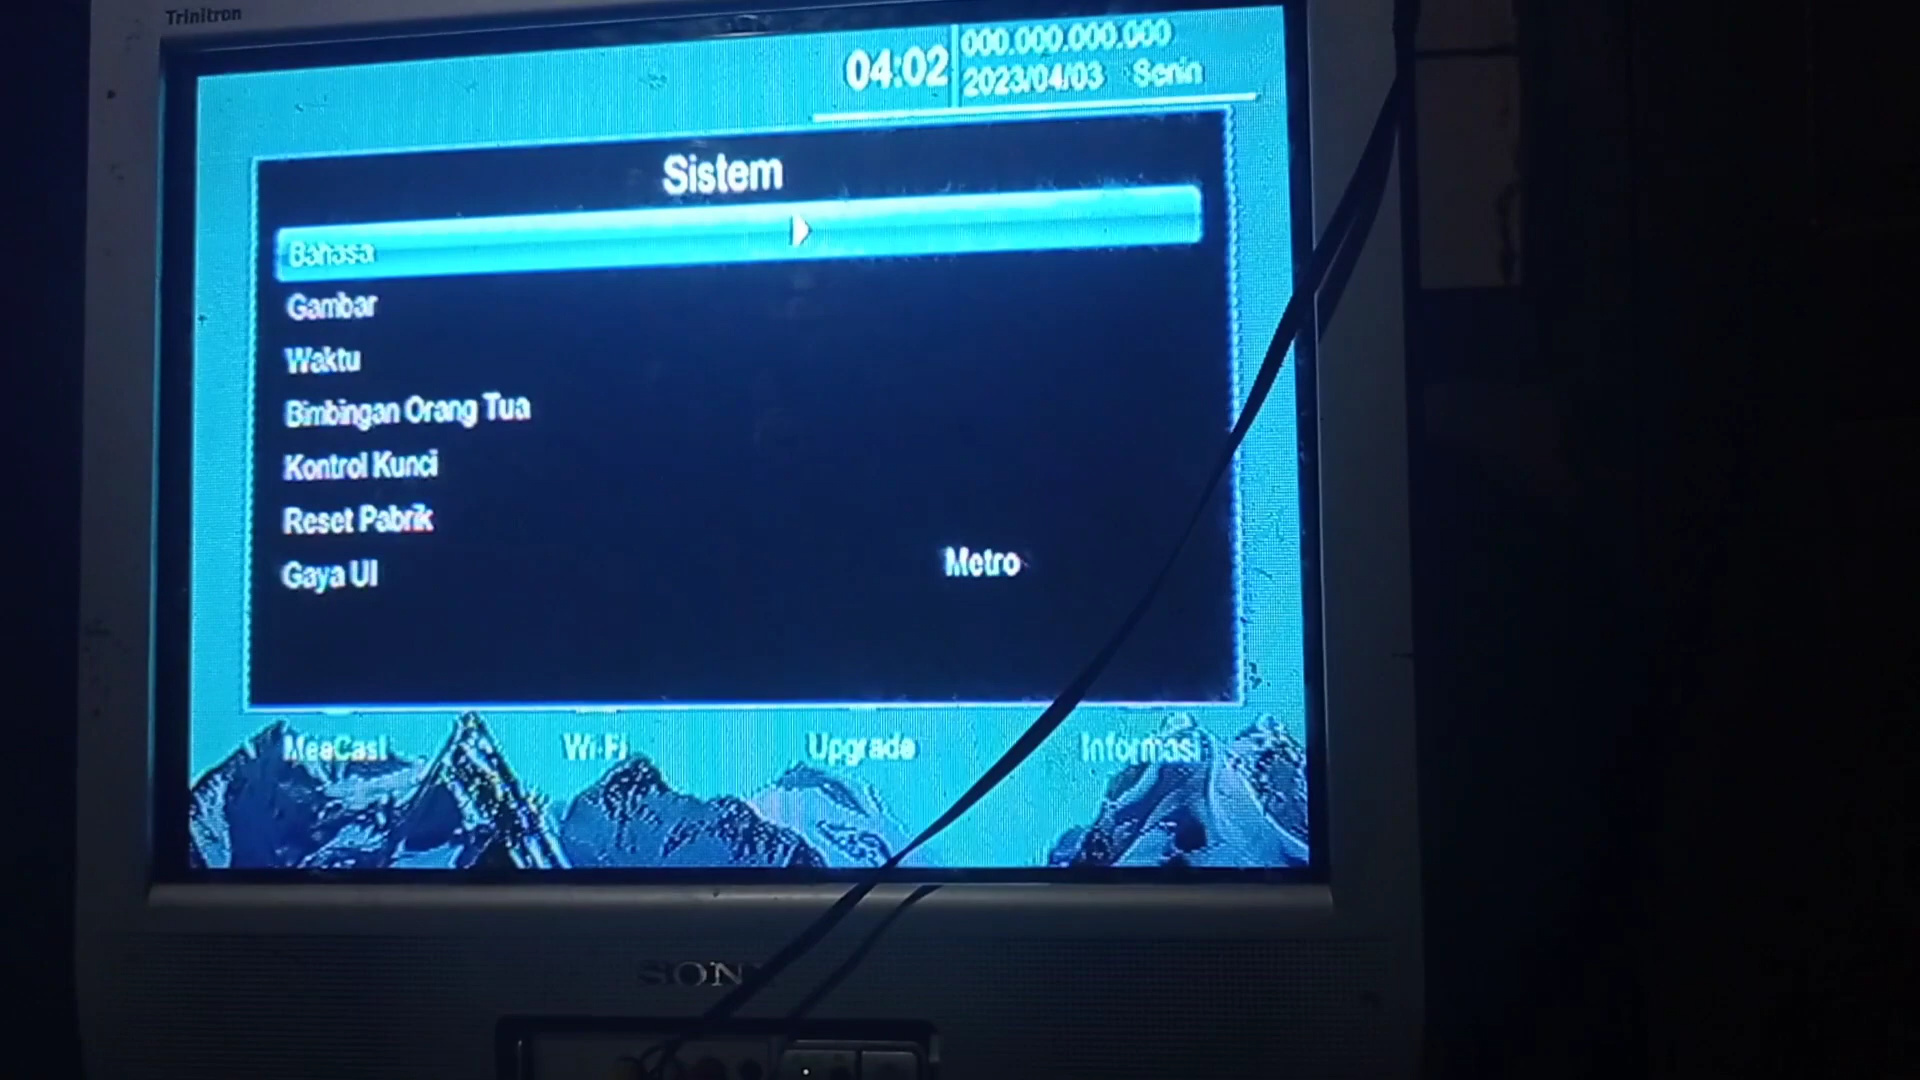 Trinitron
04:02
000.000.000.000
2023/04/03 Senin
Sistem
Bahasa
Gambar
Waktu
Bimbingan Orang Tua
Kontrol Kunci
Reset Pabrik
Gaya UI Metro
MeeCast Wi-Fi Upgrade Informasi
SONY